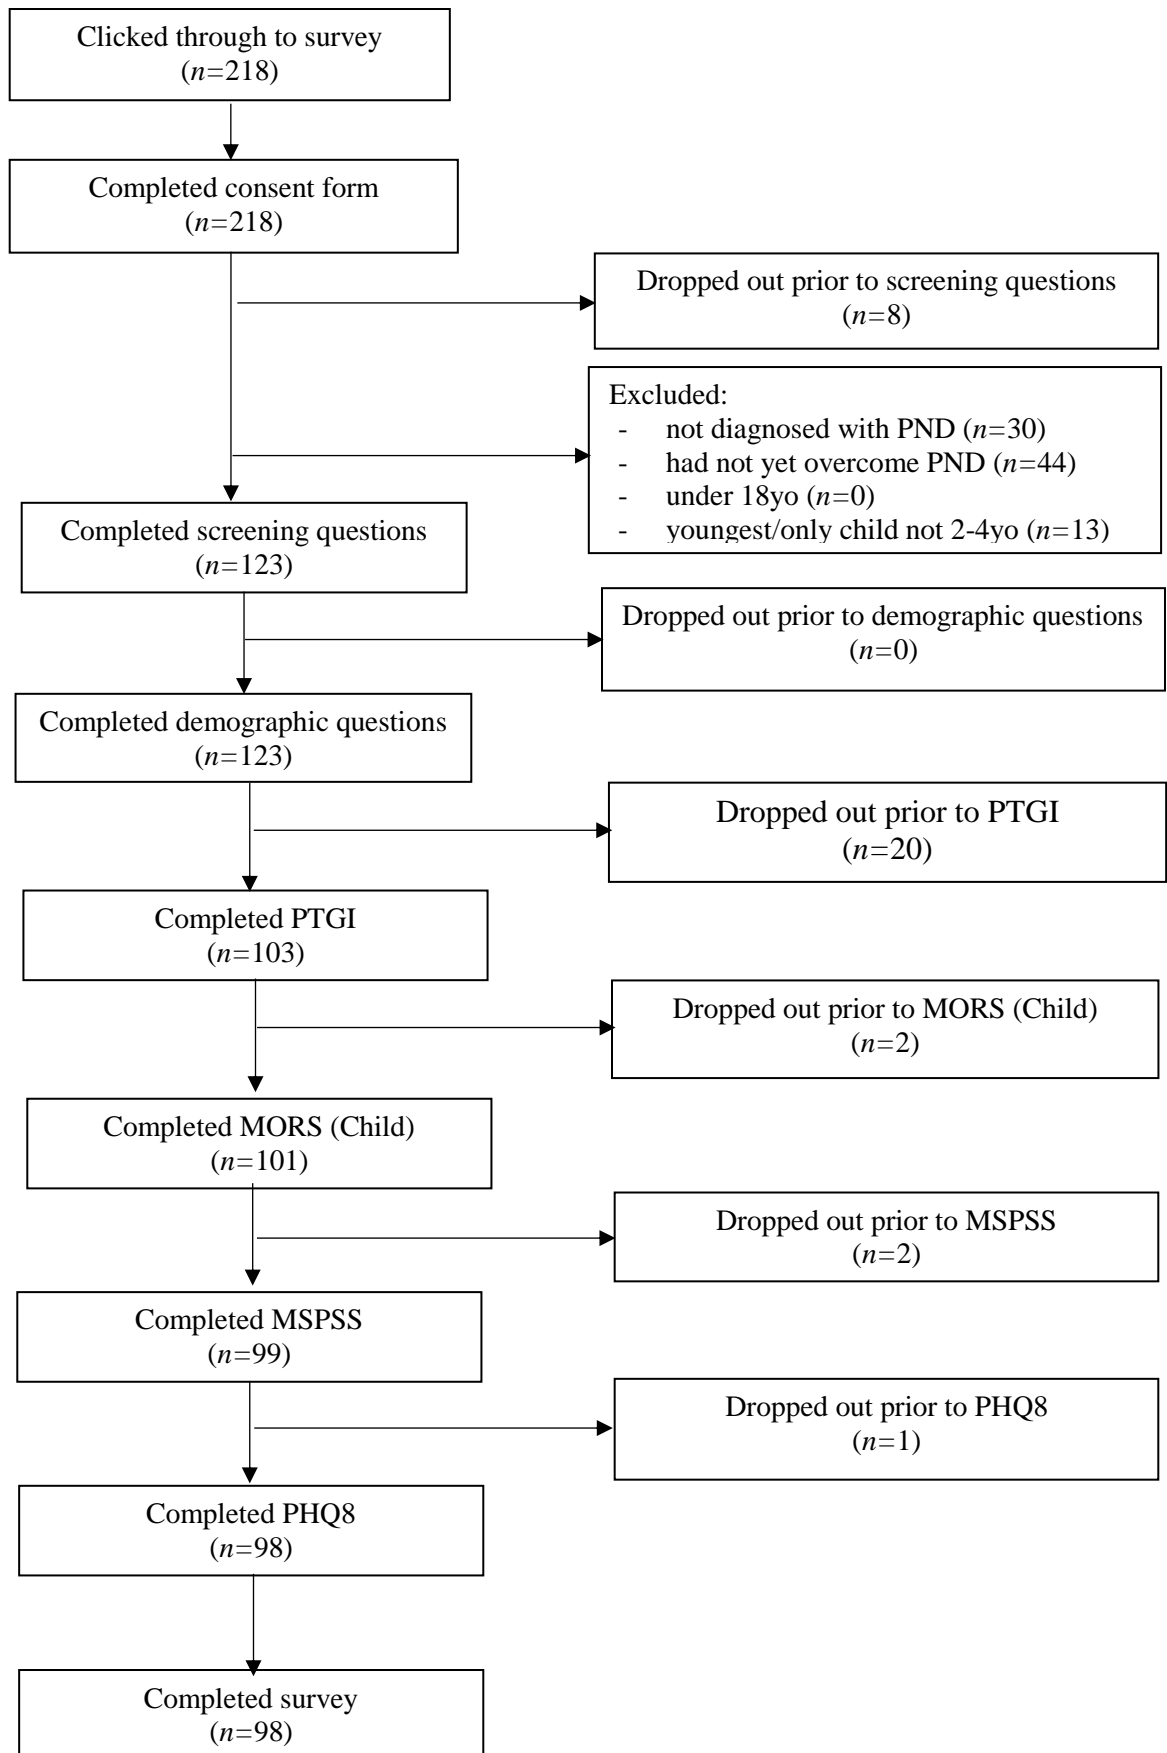 Clicked through to survey
(n=218)
Completed consent form
(n=218)
Dropped out prior to screening questions
(n=8)
Excluded:
- not diagnosed with PND (n=30)
- had not yet overcome PND (n=44)
- under 18yo (n=0)
- youngest/only child not 2-4yo (n=13)
Completed screening questions
(n=123)
Dropped out prior to demographic questions
(n=0)
Completed demographic questions
(n=123)
Dropped out prior to PTGI
(n=20)
Completed PTGI
(n=103)
Dropped out prior to MORS (Child)
(n=2)
Completed MORS (Child)
(n=101)
Dropped out prior to MSPSS
(n=2)
Completed MSPSS
(n=99)
Dropped out prior to PHQ8
(n=1)
Completed PHQ8
(n=98)
Completed survey
(n=98)